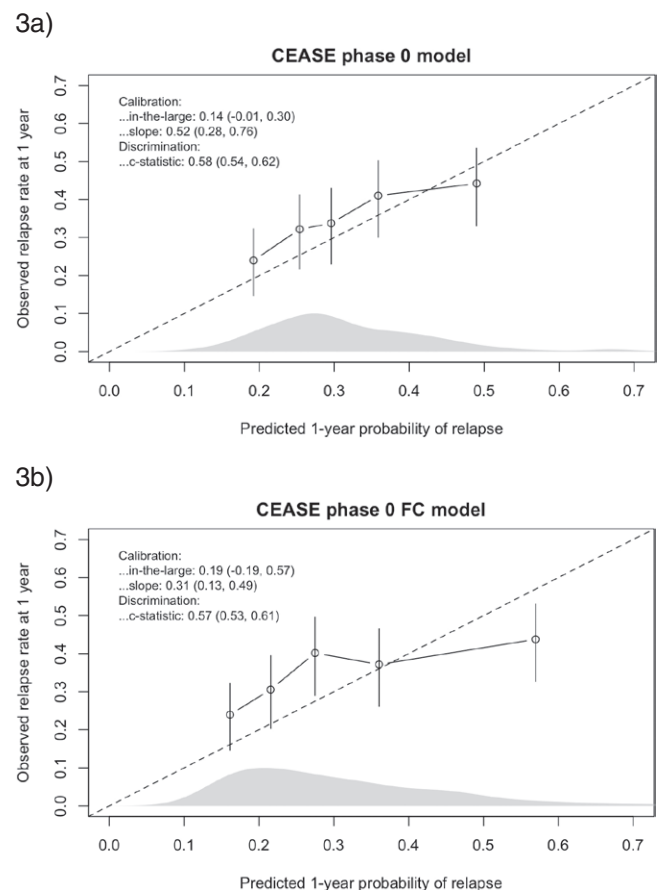 3a)
CEASE phase 0 model
Calibration:
...in-the-large: 0.14 (-0.01, 0.30)
...slope: 0.52 (0.28, 0.76)
Discrimination:
...c-statistic: 0.58 (0.54, 0.62)
Observed relapse rate at 1 year
0.7
0.6
0.5
0.4
0.3
0.2
0.1
0.0
0.0 0.1 0.2 0.3 0.4 0.5 0.6 0.7
Predicted 1-year probability of relapse
3b)
CEASE phase 0 FC model
Calibration:
...in-the-large: 0.19 (-0.19, 0.57)
...slope: 0.31 (0.13, 0.49)
Discrimination:
...c-statistic: 0.57 (0.53, 0.61)
Observed relapse rate at 1 year
0.7
0.6
0.5
0.4
0.3
0.2
0.1
0.0
0.0 0.1 0.2 0.3 0.4 0.5 0.6 0.7
Predicted 1-year probability of relapse